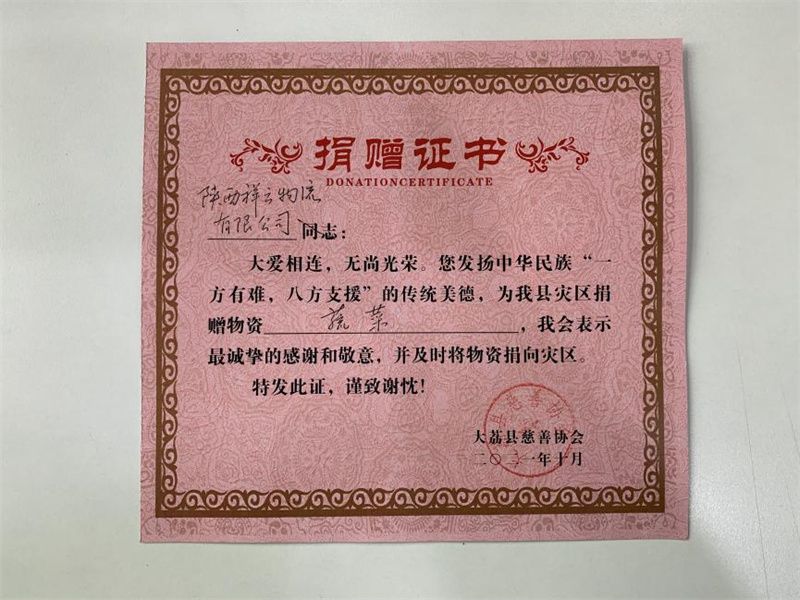 捐赠证书
DONATIONCERTIFICATE
陕西祥云物流
有限公司 同志：
大爱相连，无尚光荣。您发扬中华民族“一
方有难，八方支援”的传统美德，为我县灾区捐
赠物资 蔬菜 ，我会表示
最诚挚的感谢和敬意，并及时将物资捐向灾区。
特发此证，谨致谢忱！
大荔县慈善协会
二〇二一年十月